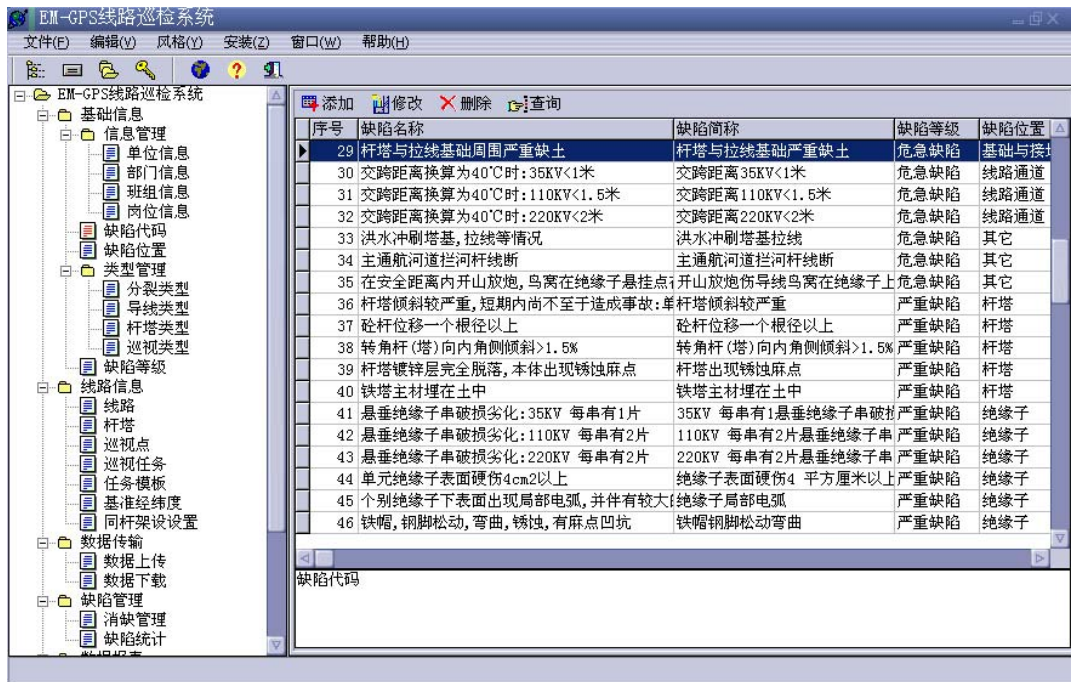 EM-GPS线路巡检系统
文件(F) 编辑(V) 风格(Y) 安装(Z) 窗口(W) 帮助(H)
EM-GPS线路巡检系统
基础信息
信息管理
单位信息
部门信息
班组信息
岗位信息
缺陷代码
缺陷位置
类型管理
分裂类型
导线类型
杆塔类型
巡视类型
缺陷等级
线路信息
线路
杆塔
巡视点
巡视任务
任务模板
基准经纬度
同杆架设设置
数据传输
数据上传
数据下载
缺陷管理
消缺管理
缺陷统计
添加 修改 删除 查询
序号 缺陷名称 缺陷简称 缺陷等级 缺陷位置
29 杆塔与拉线基础周围严重缺土 杆塔与拉线基础严重缺土 危急缺陷 基础与接
30 交跨距离换算为40℃时:35KV<1米 交跨距离35KV<1米 危急缺陷 线路通道
31 交跨距离换算为40℃时:110KV<1.5米 交跨距离110KV<1.5米 危急缺陷 线路通道
32 交跨距离换算为40℃时:220KV<2米 交跨距离220KV<2米 危急缺陷 线路通道
33 洪水冲刷塔基,拉线等情况 洪水冲刷塔基拉线 危急缺陷 其它
34 主通航河道拦河杆线断 主通航河道拦河杆线断 危急缺陷 其它
35 在安全距离内开山放炮,鸟窝在绝缘子悬挂点 开山放炮伤导线鸟窝在绝缘子上 危急缺陷 其它
36 杆塔倾斜较严重,短期内尚不至于造成事故:单 杆塔倾斜较严重 严重缺陷 杆塔
37 砼杆位移一个根径以上 砼杆位移一个根径以上 严重缺陷 杆塔
38 转角杆(塔)向内角侧倾斜>1.5% 转角杆(塔)向内角侧倾斜>1.5% 严重缺陷 杆塔
39 杆塔镀锌层完全脱落,本体出现锈蚀麻点 杆塔出现锈蚀麻点 严重缺陷 杆塔
40 铁塔主材埋在土中 铁塔主材埋在土中 严重缺陷 杆塔
41 悬垂绝缘子串破损劣化:35KV 每串有1片 35KV 每串有1悬垂绝缘子串破 严重缺陷 绝缘子
42 悬垂绝缘子串破损劣化:110KV 每串有2片 110KV 每串有2片悬垂绝缘子串 严重缺陷 绝缘子
43 悬垂绝缘子串破损劣化:220KV 每串有2片 220KV 每串有2片悬垂绝缘子串 严重缺陷 绝缘子
44 单元绝缘子表面硬伤4cm2以上 绝缘子表面硬伤4 平方厘米以上 严重缺陷 绝缘子
45 个别绝缘子下表面出现局部电弧,并伴有较大 绝缘子局部电弧 严重缺陷 绝缘子
46 铁帽,钢脚松动,弯曲,锈蚀,有麻点凹坑 铁帽钢脚松动弯曲 严重缺陷 绝缘子
缺陷代码